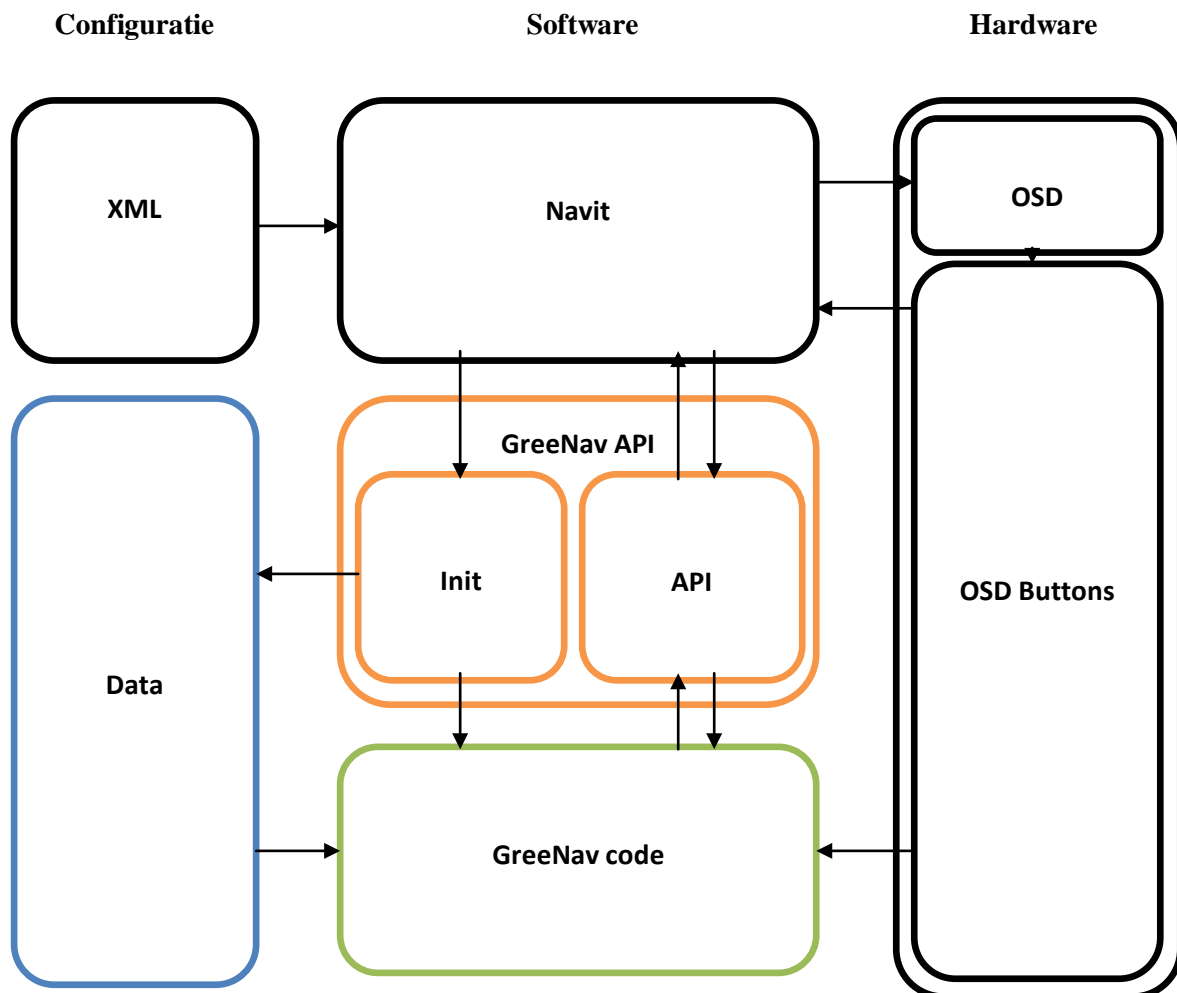 Configuratie
Software
Hardware
XML
Navit
OSD
GreeNav API
Init
API
OSD Buttons
Data
GreeNav code